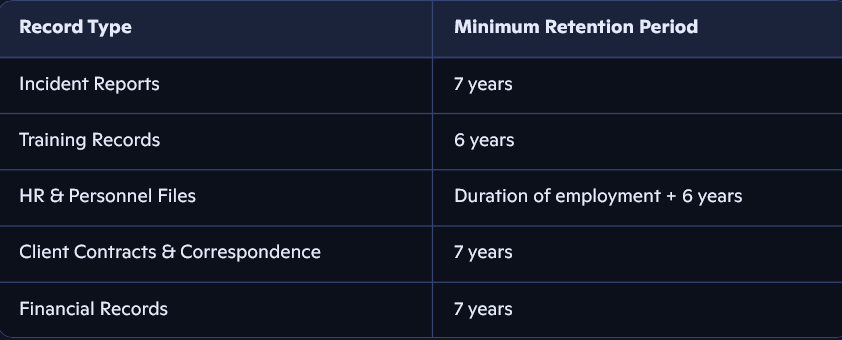 Record Type Minimum Retention Period
Incident Reports 7 years
Training Records 6 years
HR & Personnel Files Duration of employment + 6 years
Client Contracts & Correspondence 7 years
Financial Records 7 years